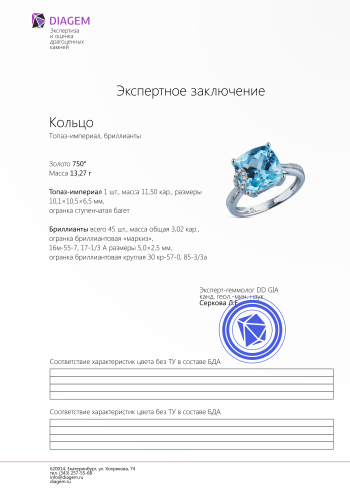 DIAGEM
Экспертиза
и оценка
драгоценных
камней
Экспертное заключение
Кольцо
Топаз-империал, бриллианты
Золото 750°
Масса 13,27 г
Топаз-империал 1 шт., масса 11,50 кар., размеры
10,1×10,5×6,5 мм,
огранка ступенчатая багет
Бриллианты всего 45 шт., масса общая 3,02 кар.,
огранка бриллиантовая «маркиз»,
16м-55-7, 17-1/3 А размеры 5,0×2,5 мм,
огранка бриллиантовая круглая 30 кр-57-0, 85-3/3а
Эксперт-геммолог DD GIA
канд. геол.-мин. наук
Серкова Д.Г.
Соответствие характеристик цвета без ТУ в составе БДА
Соответствие характеристик цвета без ТУ в составе БДА
620014, Екатеринбург, ул. Хохрякова, 74
тел. (343) 257-55-68
info@diagem.ru
diagem.ru